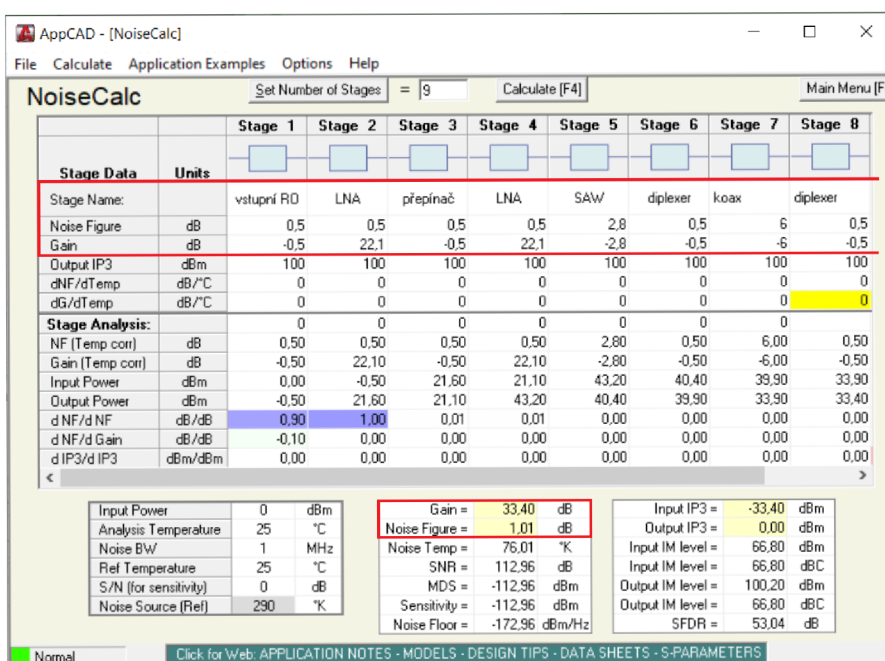 AppCAD - [NoiseCalc]
File Calculate Application Examples Options Help
NoiseCalc Set Number of Stages = 9 Calculate [F4] Main Menu [F
Stage 1 Stage 2 Stage 3 Stage 4 Stage 5 Stage 6 Stage 7 Stage 8
Stage Data Units
Stage Name: vstupní RO LNA přepínač LNA SAW diplexer koax diplexer
Noise Figure dB 0,5 0,5 0,5 0,5 2,8 0,5 6 0,5
Gain dB -0,5 22,1 -0,5 22,1 -2,8 -0,5 -6 -0,5
Output IP3 dBm 100 100 100 100 100 100 100 100
dNF/dTemp dB/°C 0 0 0 0 0 0 0 0
dG/dTemp dB/°C 0 0 0 0 0 0 0 0
Stage Analysis: 0 0 0 0 0 0 0
NF (Temp corr) dB 0,50 0,50 0,50 0,50 2,80 0,50 6,00 0,50
Gain (Temp corr) dB -0,50 22,10 -0,50 22,10 -2,80 -0,50 -6,00 -0,50
Input Power dBm 0,00 -0,50 21,60 21,10 43,20 40,40 39,90 33,90
Output Power dBm -0,50 21,60 21,10 43,20 40,40 39,90 33,90 33,40
d NF/d NF dB/dB 0,90 1,00 0,01 0,01 0,00 0,00 0,00 0,00
d NF/d Gain dB/dB -0,10 0,00 0,00 0,00 0,00 0,00 0,00 0,00
d IP3/d IP3 dBm/dBm 0,00 0,00 0,00 0,00 0,00 0,00 0,00 0,00
Input Power 0 dBm Gain = 33,40 dB Input IP3 = -33,40 dBm
Analysis Temperature 25 °C Noise Figure = 1,01 dB Output IP3 = 0,00 dBm
Noise BW 1 MHz Noise Temp = 76,01 °K Input IM level = 66,80 dBm
Ref Temperature 25 °C SNR = 112,96 dB Input IM level = 66,80 dBC
S/N (for sensitivity) 0 dB MDS = -112,96 dBm Output IM level = 100,20 dBm
Noise Source (Ref) 290 °K Sensitivity = -112,96 dBm Output IM level = 66,80 dBC
Noise Floor = -172,96 dBm/Hz SFDR = 53,04 dB
Normal Click for Web: APPLICATION NOTES - MODELS - DESIGN TIPS - DATA SHEETS - S-PARAMETERS